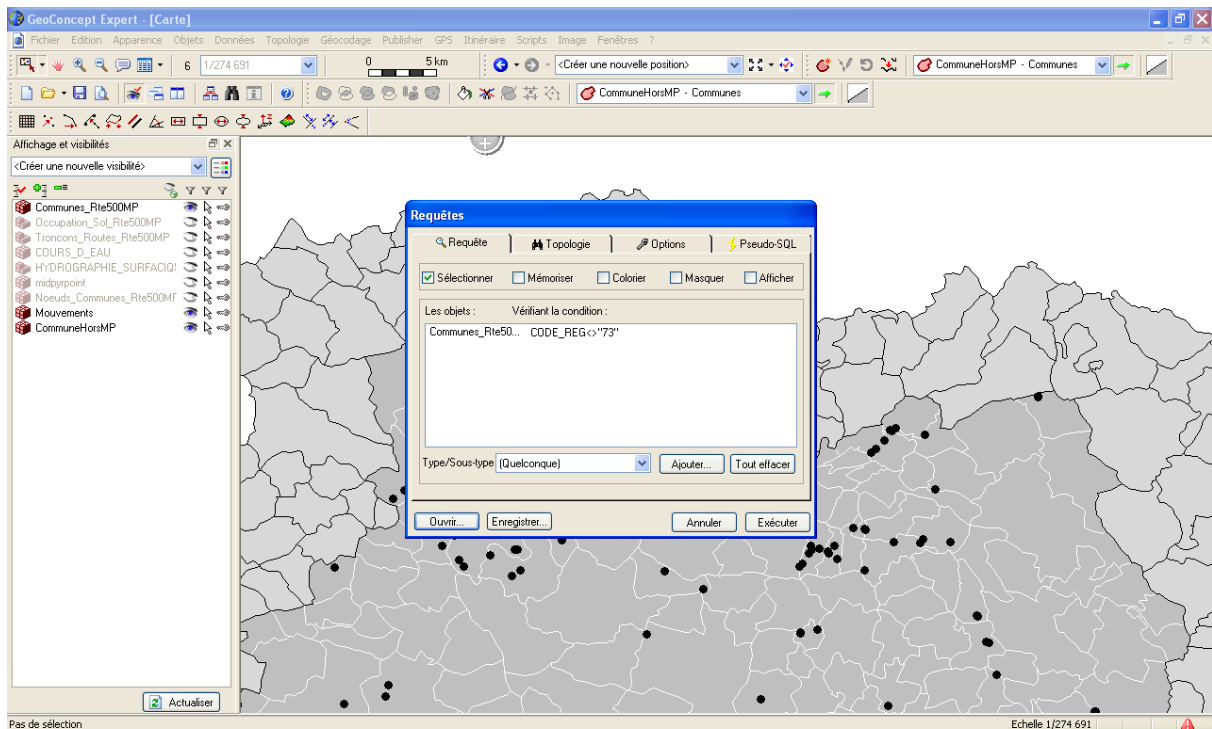 GeoConcept Expert - [Carte]
Fichier Edition Apparence Objets Données Topologie Géocodage Publisher GPS Itinéraire Scripts Image Fenêtres ?
6 1/274 691 0 5 km <Créer une nouvelle position> CommuneHorsMP - Communes
CommuneHorsMP - Communes
Affichage et visibilités
<Créer une nouvelle visibilité>
Communes_Rte500MP
Occupation_Sol_Rte500MP
Troncons_Routes_Rte500MP
COURS_D_EAU
HYDROGRAPHIE_SURFACIQ
midpyrpoint
Noeuds_Communes_Rte500MF
Mouvements
CommuneHorsMP
Actualiser
Requêtes
Requête Topologie Options Pseudo-SQL
Sélectionner Mémoriser Colorier Masquer Afficher
Les objets : Vérifiant la condition :
Communes_Rte50... CODE_REG<>"73"
Type/Sous-type (Quelconque) Ajouter... Tout effacer
Ouvrir... Enregistrer... Annuler Exécuter
Pas de sélection Echelle 1/274 691